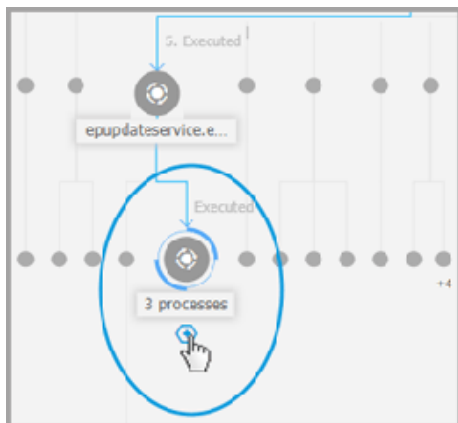 5. Executed
epupdateservice.e...
Executed
3 processes
+4